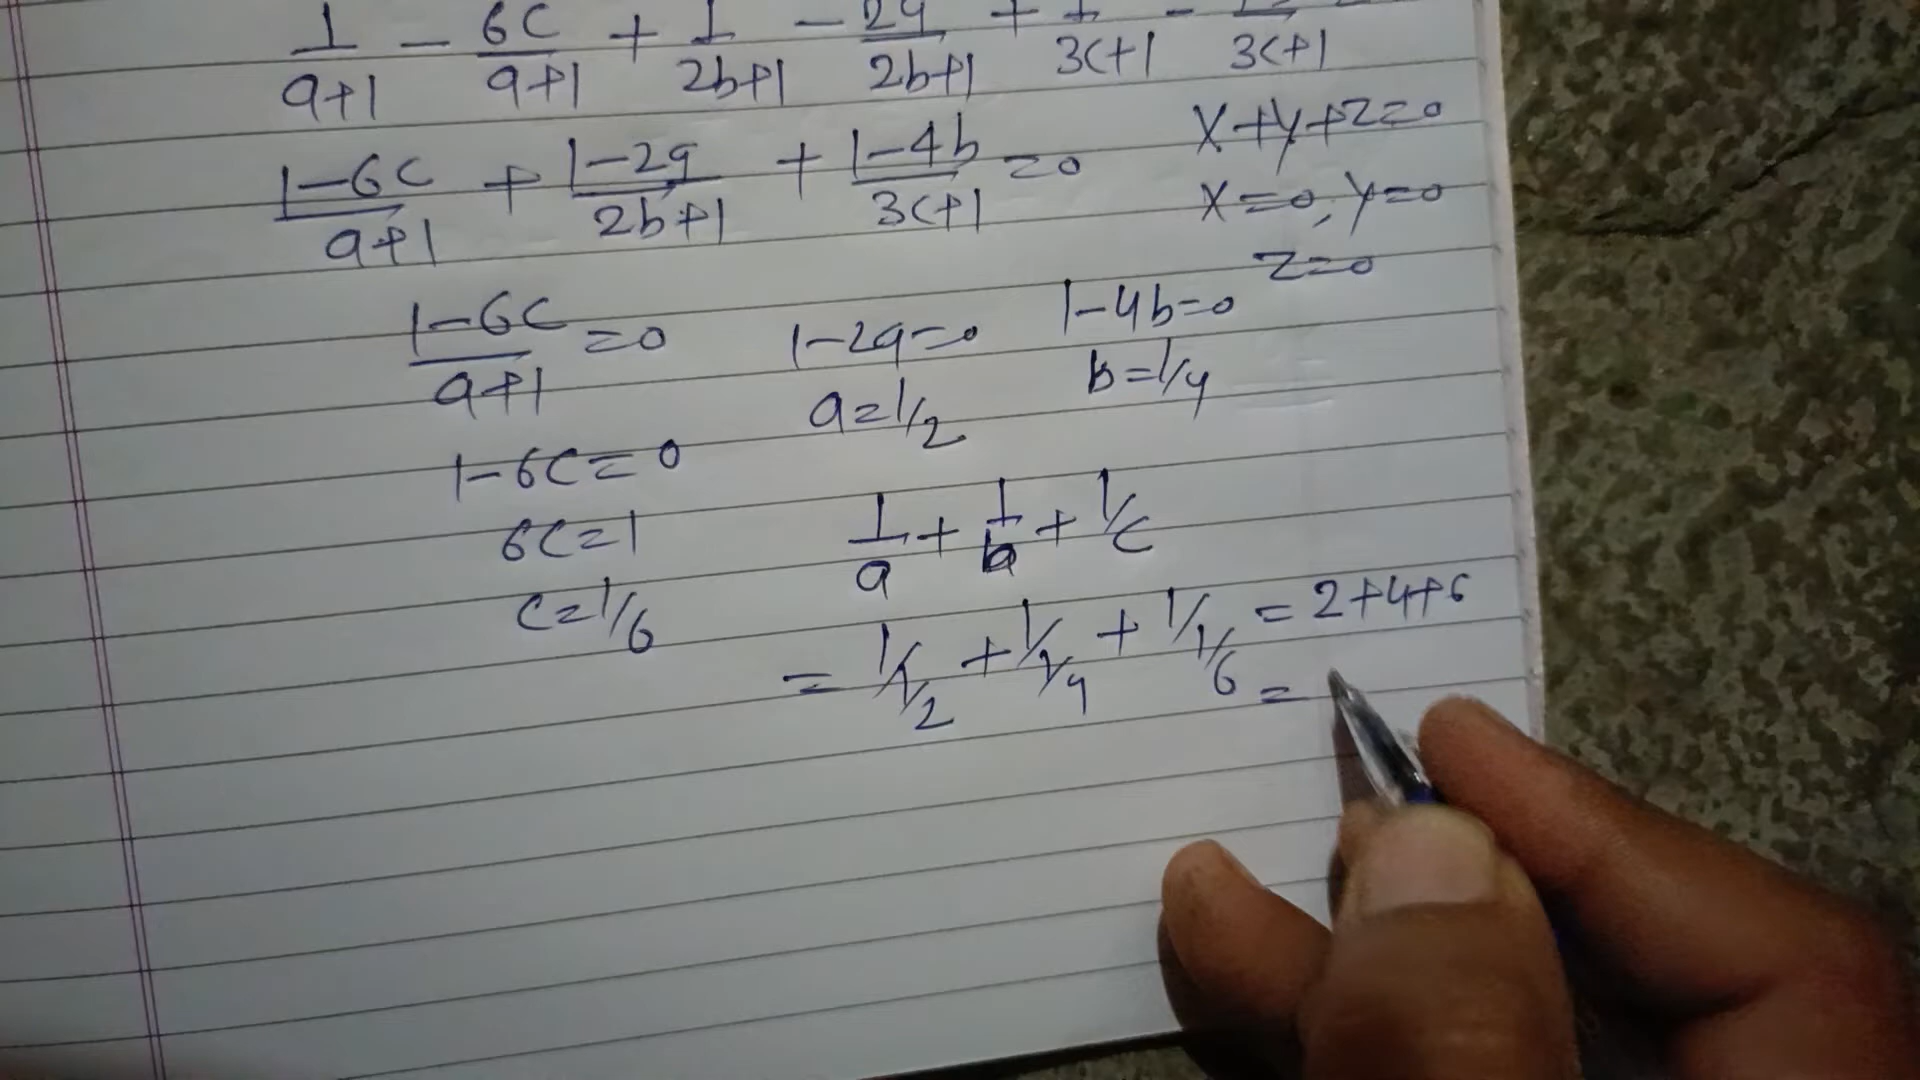 1/a+1 - 6c/a+1 + 1/2b+1 - 2a/2b+1 + 1/3c+1 - /3c+1
1-6c/a+1 + 1-2a/2b+1 + 1-4b/3c+1 = 0
x+y+z=0
x=0, y=0
z=0
1-6c/a+1 = 0
1-2a=0
1-4b=0
a=1/2
b=1/4
1-6c=0
6c=1
c=1/6
1/a + 1/b + 1/c
= 1/1/2 + 1/1/4 + 1/1/6 = 2+4+6
=